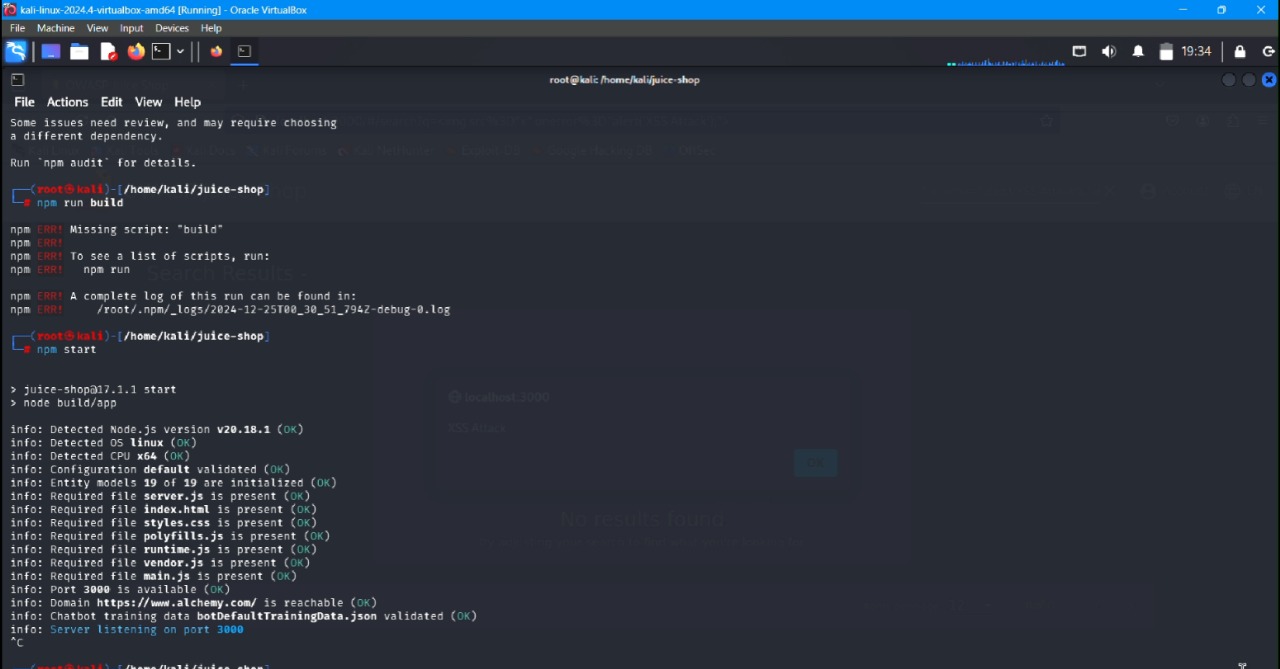 kali-linux-2024.4-virtualbox-amd64 [Running] - Oracle VirtualBox
File Machine View Input Devices Help
19:34
root@kali: /home/kali/juice-shop
File Actions Edit View Help
Some issues need review, and may require choosing
a different dependency.
Run `npm audit` for details.
(root㉿kali)-[/home/kali/juice-shop]
# npm run build
npm ERR! Missing script: "build"
npm ERR!
npm ERR! To see a list of scripts, run:
npm ERR!   npm run
Search Results -
npm ERR! A complete log of this run can be found in:
npm ERR!     /root/.npm/_logs/2024-12-25T00_30_51_794Z-debug-0.log
(root㉿kali)-[/home/kali/juice-shop]
# npm start
> juice-shop@17.1.1 start
> node build/app
localhost:3000
XSS Attack
OK
info: Detected Node.js version v20.18.1 (OK)
info: Detected OS linux (OK)
info: Detected CPU x64 (OK)
info: Configuration default validated (OK)
info: Entity models 19 of 19 are initialized (OK)
info: Required file server.js is present (OK)
info: Required file index.html is present (OK)
info: Required file styles.css is present (OK)
info: Required file polyfills.js is present (OK)
info: Required file runtime.js is present (OK)
info: Required file vendor.js is present (OK)
info: Required file main.js is present (OK)
No results found
info: Port 3000 is available (OK)
info: Domain https://www.alchemy.com/ is reachable (OK)
info: Chatbot training data botDefaultTrainingData.json validated (OK)
info: Server listening on port 3000
^C
(root㉿kali)-[/home/kali/juice-shop]